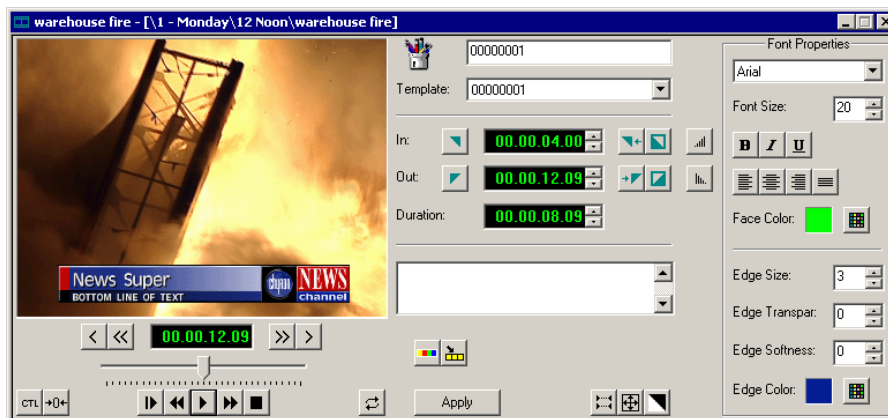 warehouse fire - [\1 - Monday\12 Noon\warehouse fire]
00000001
Template: 00000001
In: 00.00.04.00
Out: 00.00.12.09
Duration: 00.00.08.09
News Super
BOTTOM LINE OF TEXT
chyron
NEWS
channel
< << 00.00.12.09 >> >
CTL →0←
Apply
Font Properties
Arial
Font Size: 20
B I U
Face Color:
Edge Size: 3
Edge Transpar: 0
Edge Softness: 0
Edge Color: